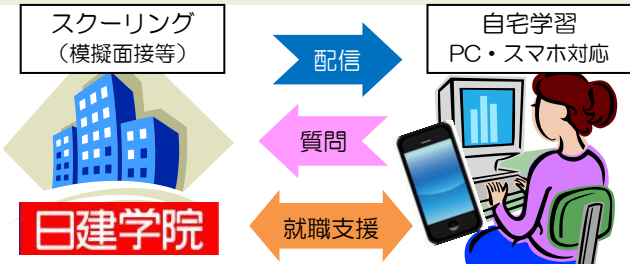 スクーリング
（模擬面接等）
配信
自宅学習
PC・スマホ対応
質問
日建学院
就職支援